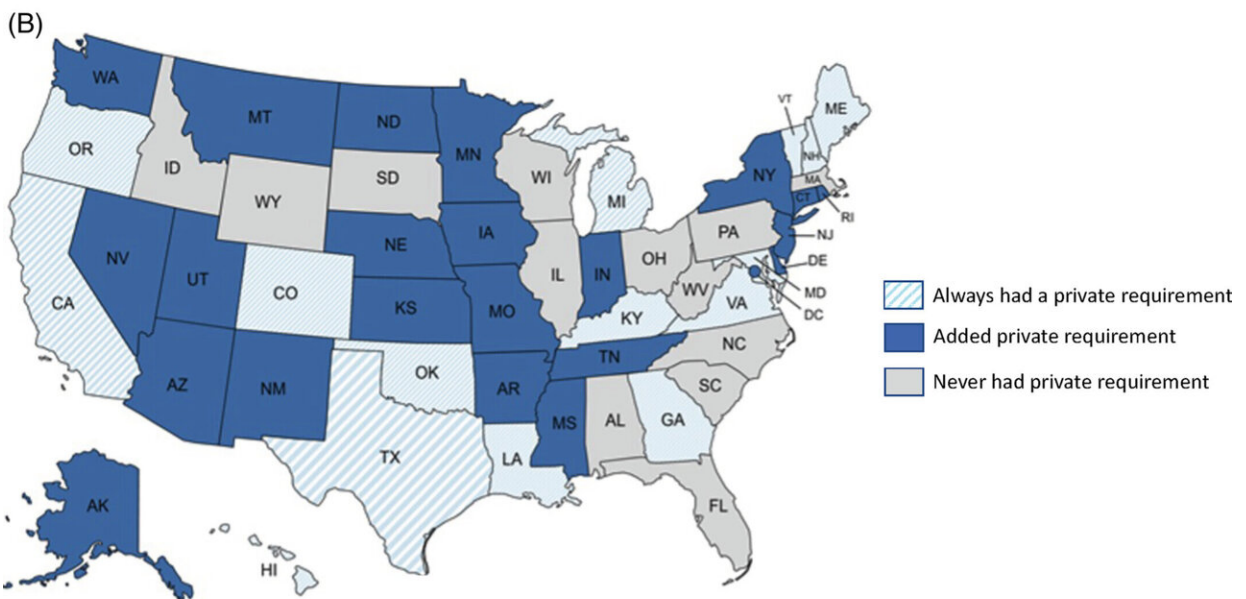 (B)
WA
MT
ND
MN
OR
ID
WY
SD
WI
MI
VT
ME
NH
NY
MA
CT
RI
NV
UT
CO
NE
IA
IL
IN
OH
PA
NJ
DE
MD
DC
CA
KS
MO
KY
WV
VA
AZ
NM
OK
AR
TN
NC
SC
TX
LA
MS
AL
GA
FL
AK
HI
Always had a private requirement
Added private requirement
Never had private requirement